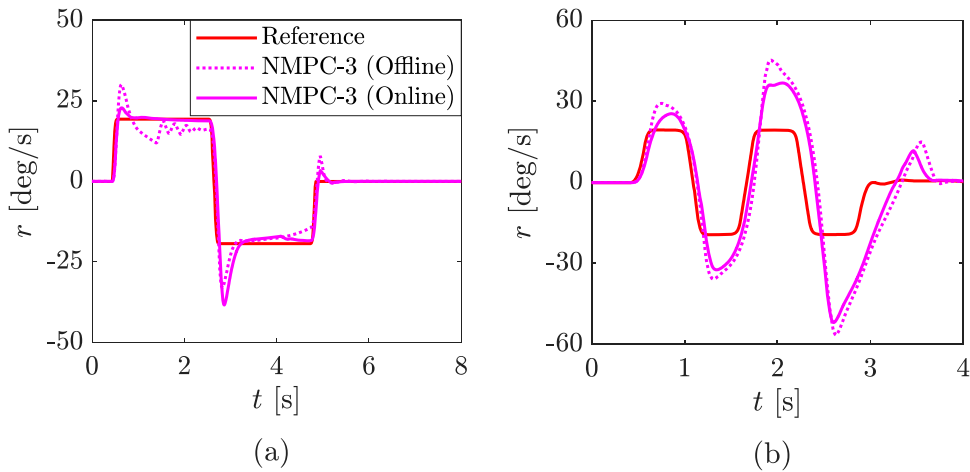 50
25
0
-25
-50
r [deg/s]
Reference
NMPC-3 (Offline)
NMPC-3 (Online)
0 2 4 6 8
t [s]
(a)
60
30
0
-30
-60
r [deg/s]
0 1 2 3 4
t [s]
(b)